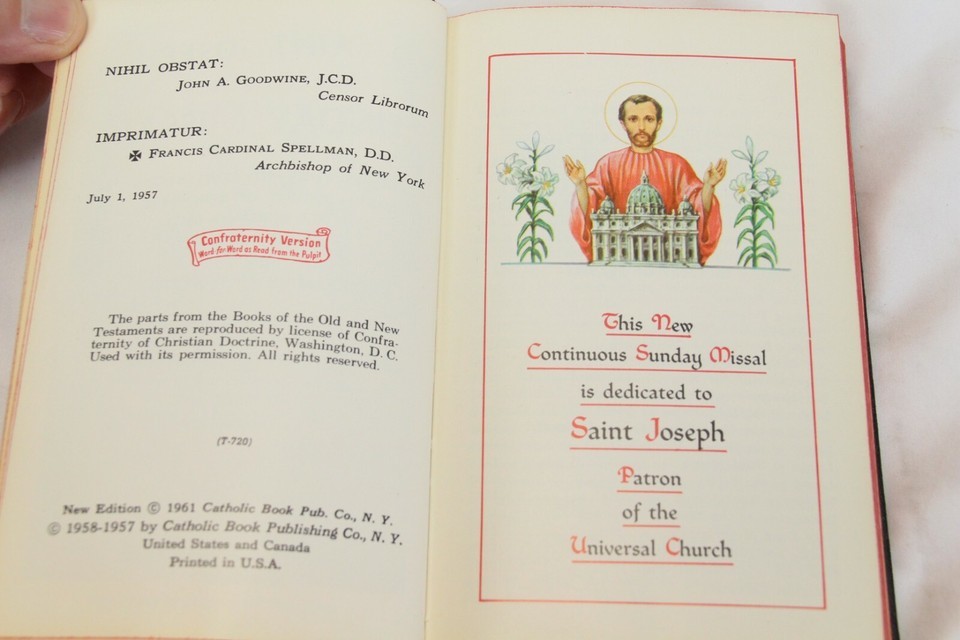 NIHIL OBSTAT:
John A. Goodwine, J.C.D.
Censor Librorum
IMPRIMATUR:
✠ Francis Cardinal Spellman, D.D.
Archbishop of New York
July 1, 1957
Confraternity Version
Word-for-Word as Read from the Pulpit
The parts from the Books of the Old and New
Testaments are reproduced by license of Confra-
ternity of Christian Doctrine, Washington, D. C.
Used with its permission. All rights reserved.
(T-720)
New Edition © 1961 Catholic Book Pub. Co., N. Y.
© 1958-1957 by Catholic Book Publishing Co., N. Y.
United States and Canada
Printed in U.S.A.
This New
Continuous Sunday Missal
is dedicated to
Saint Joseph
Patron
of the
Universal Church